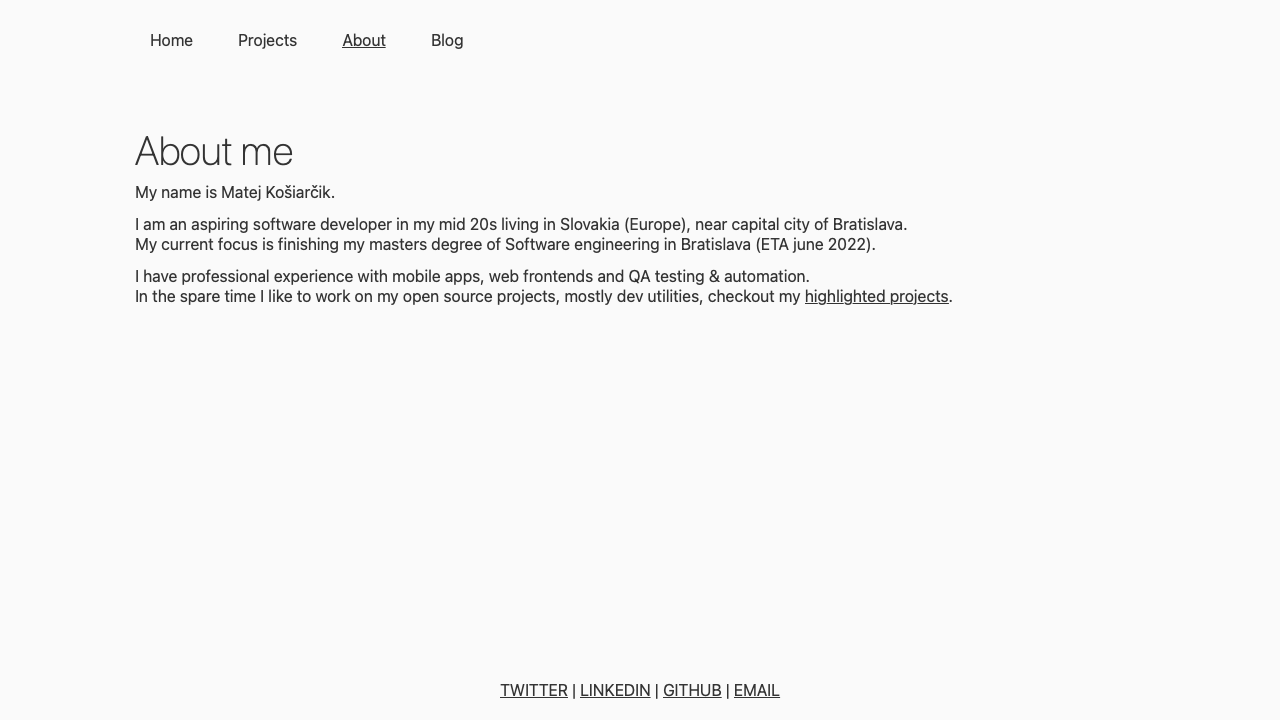 Home Projects About Blog
About me
My name is Matej Košiarčik.
I am an aspiring software developer in my mid 20s living in Slovakia (Europe), near capital city of Bratislava.
My current focus is finishing my masters degree of Software engineering in Bratislava (ETA june 2022).
I have professional experience with mobile apps, web frontends and QA testing & automation.
In the spare time I like to work on my open source projects, mostly dev utilities, checkout my highlighted projects.
TWITTER | LINKEDIN | GITHUB | EMAIL